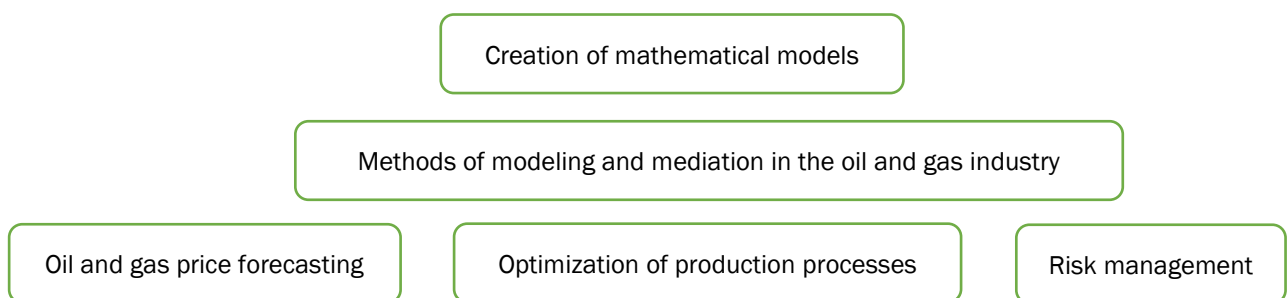 Creation of mathematical models
Methods of modeling and mediation in the oil and gas industry
Oil and gas price forecasting
Optimization of production processes
Risk management